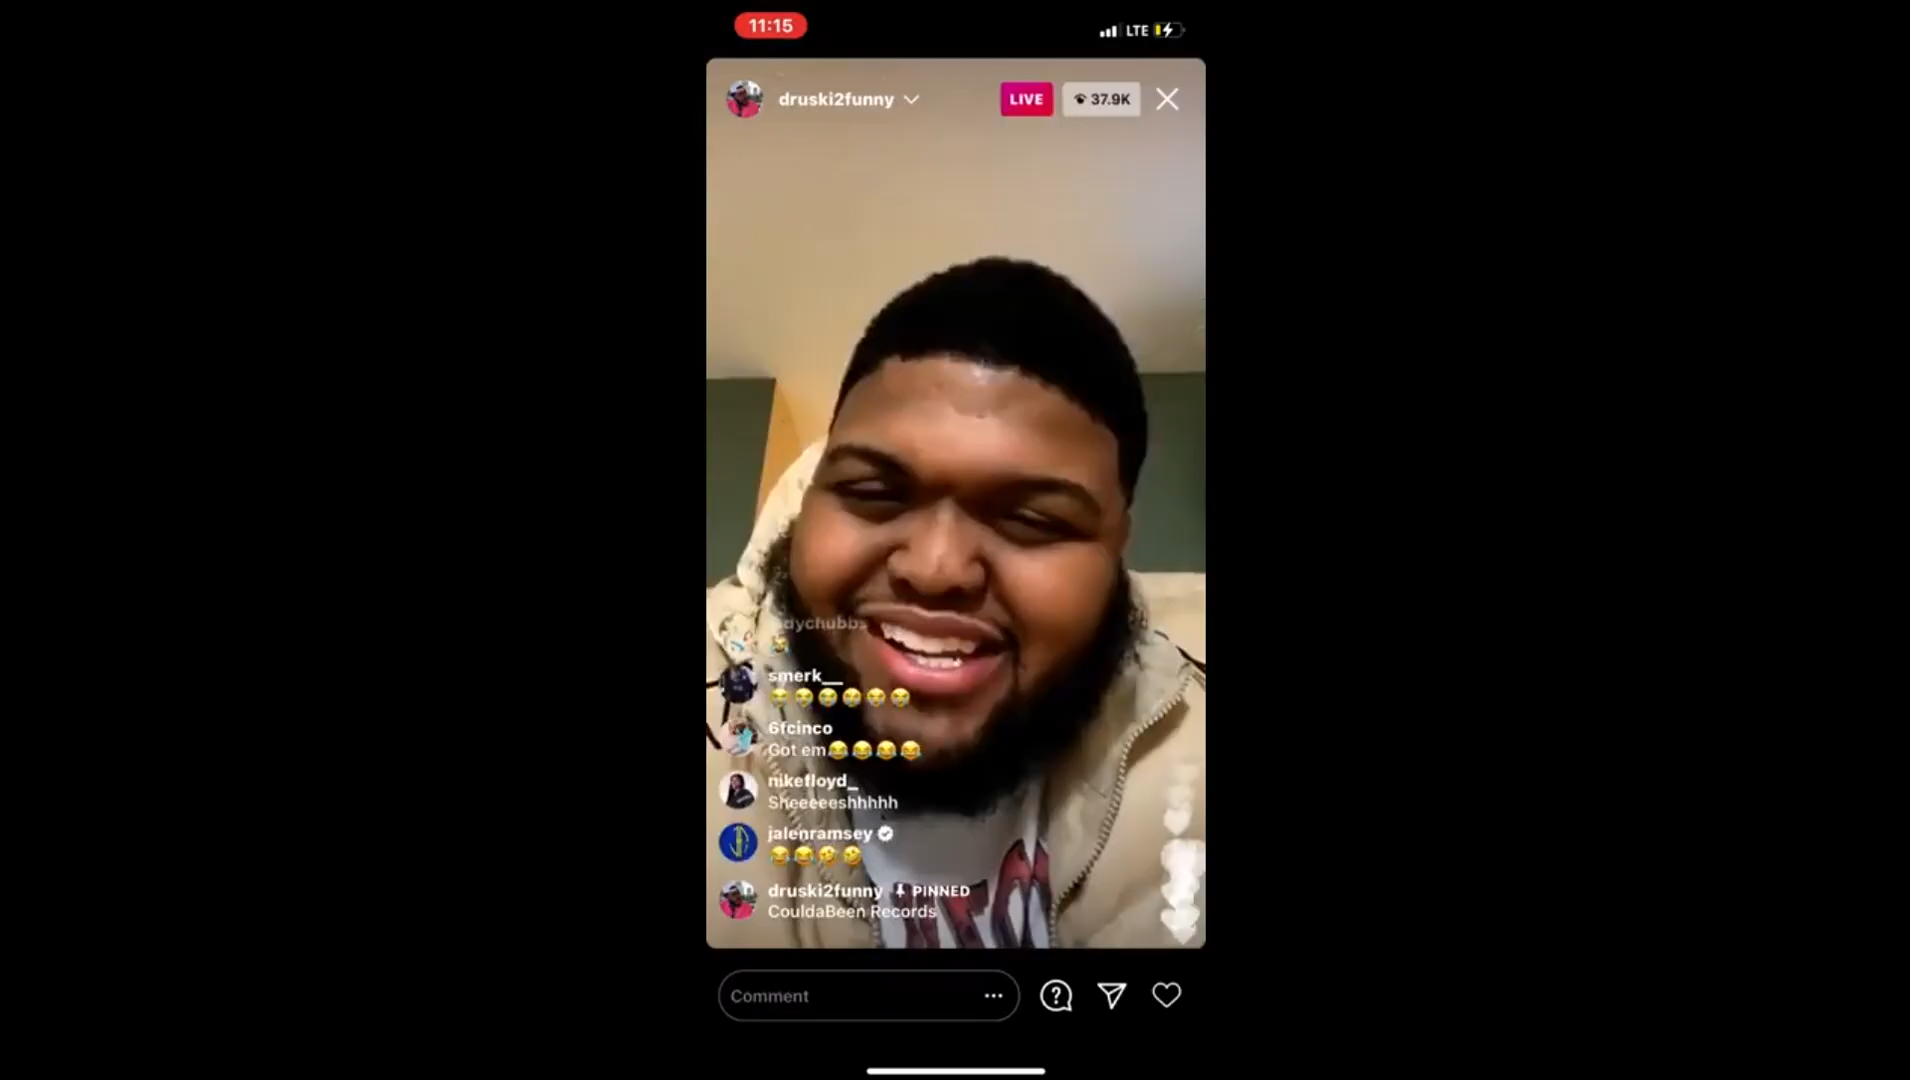 11:15
LTE
druski2funny
LIVE
37.9K
smerk__
😭😭😭😭😭😭
6fcinco
Got em😂😂😂😂
nikefloyd_
Sheeeeeshhhhh
jalenramsey
😂😂🤣🤣
druski2funny PINNED
CouldaBeen Records
Comment